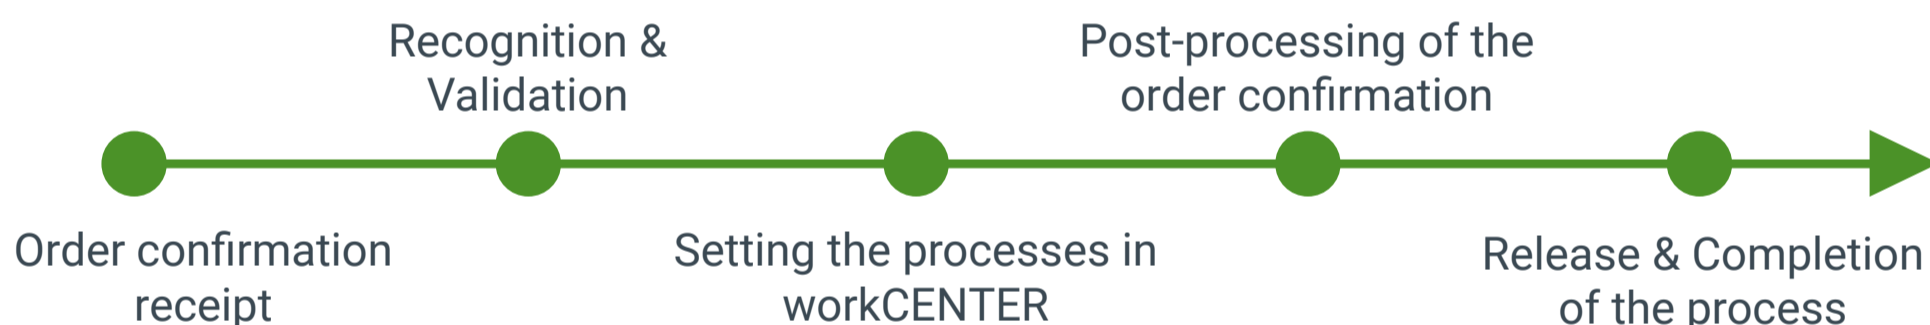 Recognition &
Validation
Post-processing of the
order confirmation
Order confirmation
receipt
Setting the processes in
workCENTER
Release & Completion
of the process